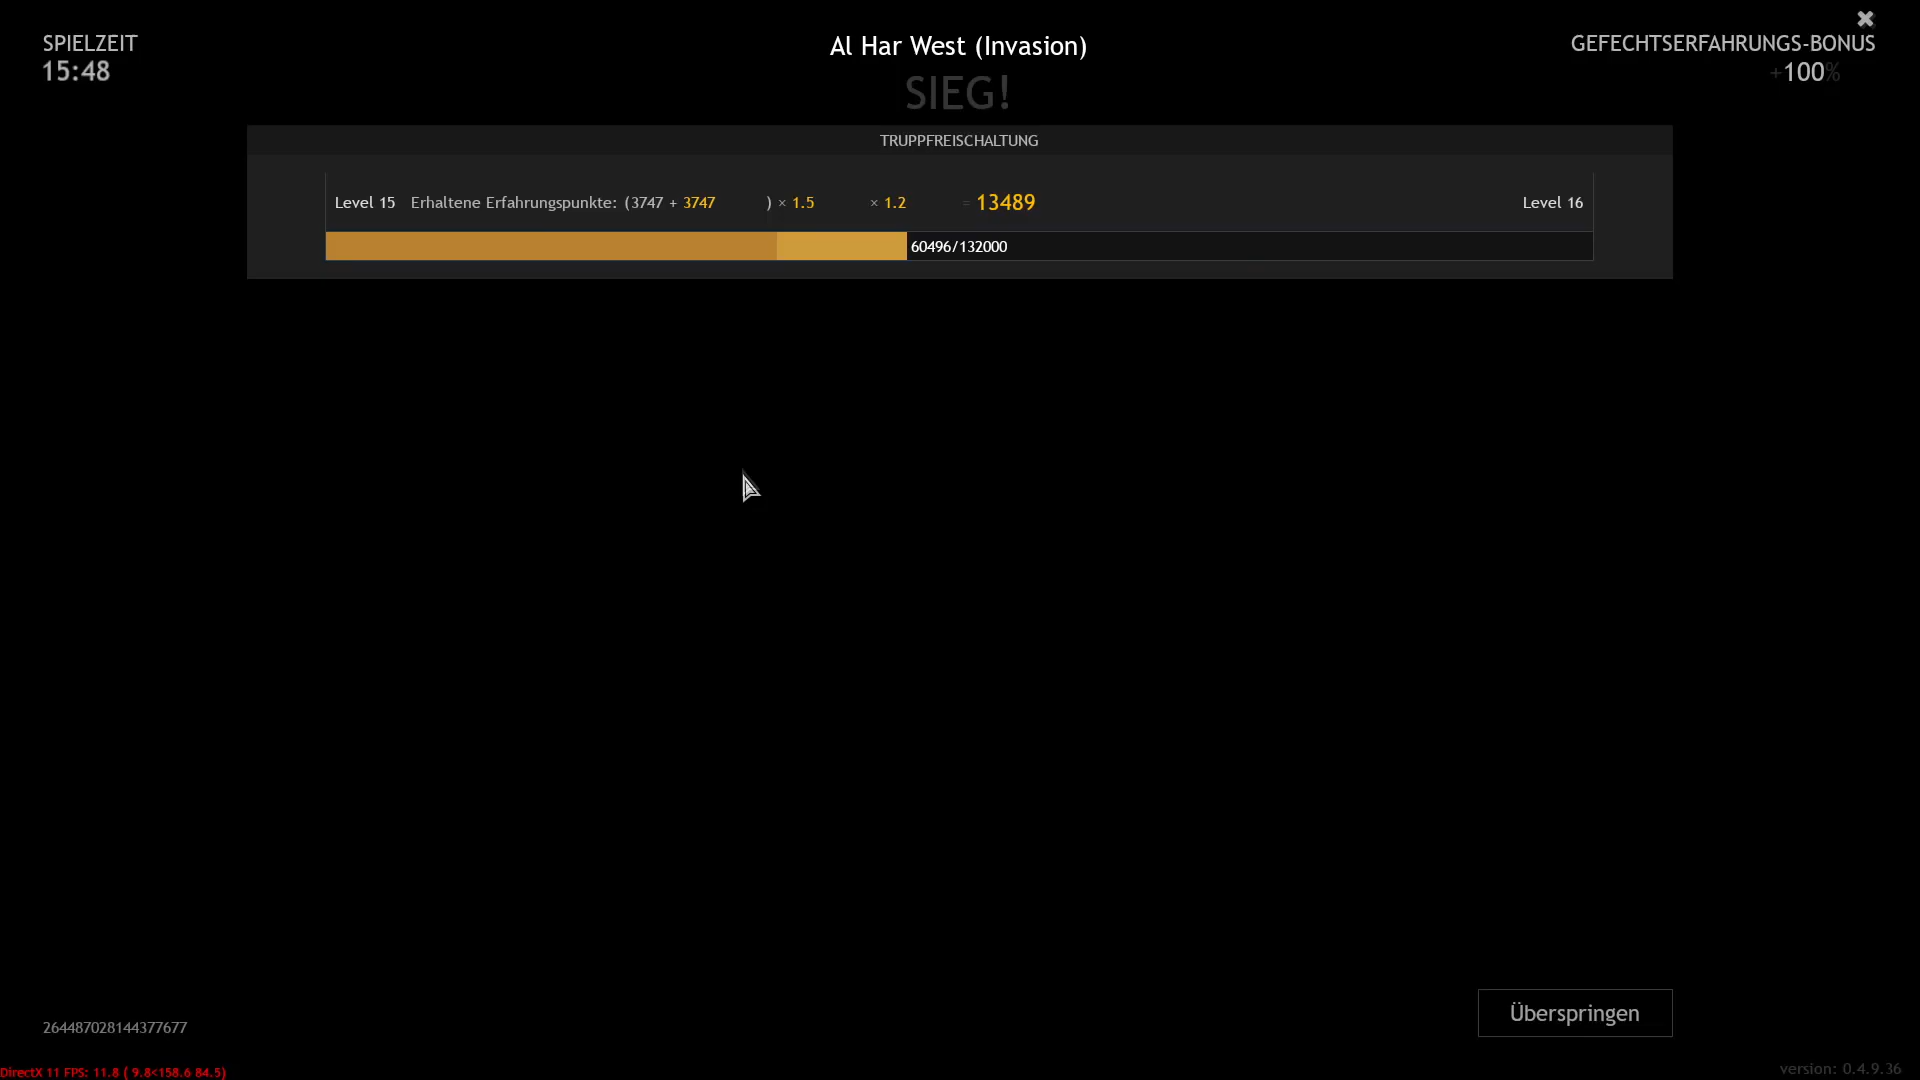 SPIELZEIT
15:48
Al Har West (Invasion)
SIEG!
GEFECHTSERFAHRUNGS-BONUS
+100%
TRUPPFREISCHALTUNG
Level 15 Erhaltene Erfahrungspunkte: (3747 + 3747 ) × 1.5 × 1.2 = 13489 Level 16
60496/132000
Überspringen
264487028144377677
DirectX 11 FPS: 11.8 ( 9.8<158.6 84.5)
version: 0.4.9.36